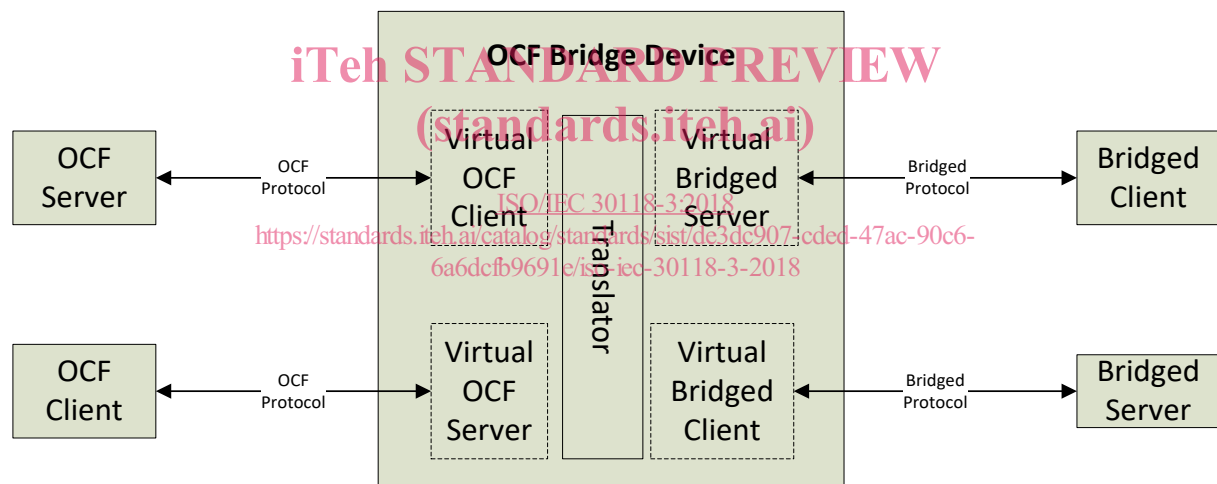 OCF Bridge Device
iTeh STANDARD PREVIEW
(standards.iteh.ai)
OCF
Server
OCF
Protocol
Virtual
OCF
Client
Translator
Virtual
Bridged
Server
Bridged
Protocol
Bridged
Client
ISO/IEC 30118-3:2018
https://standards.iteh.ai/catalog/standards/sist/de3dc907-cded-47ac-90c6-
6a6dcfb9691e/iso-iec-30118-3-2018
OCF
Client
OCF
Protocol
Virtual
OCF
Server
Virtual
Bridged
Client
Bridged
Protocol
Bridged
Server